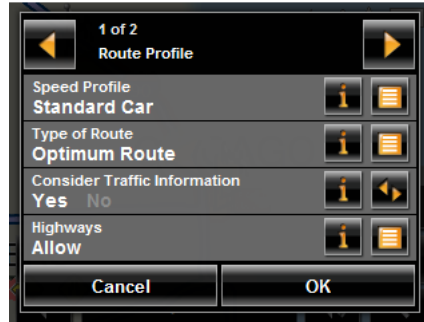 1 of 2
Route Profile
Speed Profile
Standard Car
Type of Route
Optimum Route
Consider Traffic Information
Yes No
Highways
Allow
Cancel OK